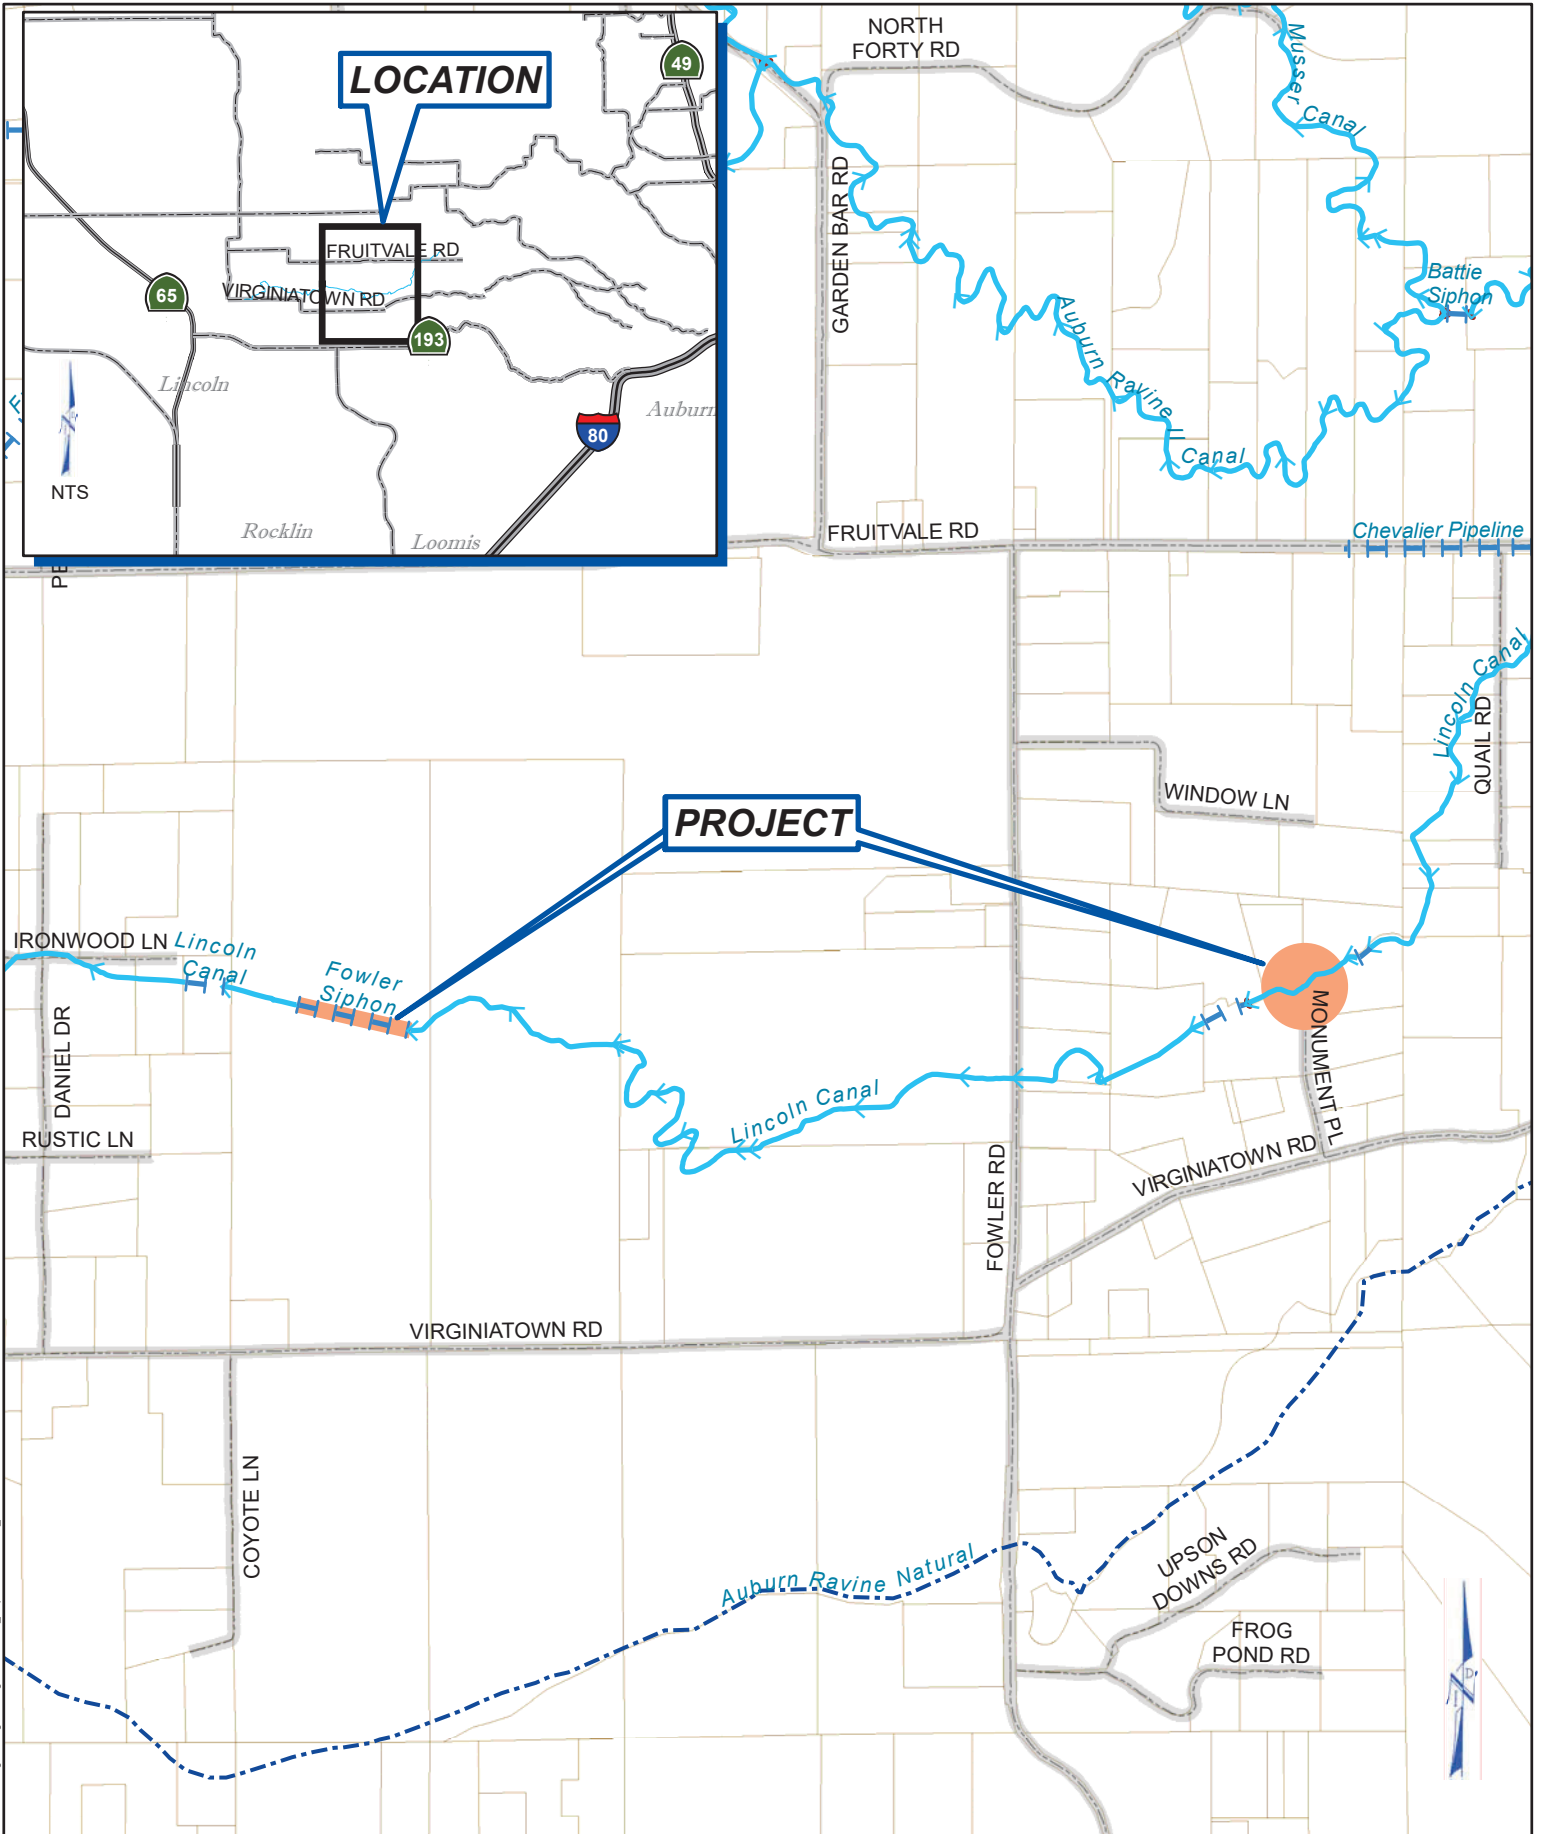 LOCATION
49
FRUITVALE RD
VIRGINIATOWN RD
65
193
Lincoln
Auburn
80
NTS
Rocklin
Loomis
NORTH
FORTY RD
Musser
Canal
GARDEN BAR RD
Battie
Siphon
Auburn Ravine II
Canal
FRUITVALE RD
Chevalier Pipeline
PE
Lincoln Canal
QUAIL RD
WINDOW LN
PROJECT
IRONWOOD LN
Lincoln
Canal
Fowler
Siphon
MONUMENT PL
DANIEL DR
Lincoln Canal
RUSTIC LN
FOWLER RD
VIRGINIATOWN RD
VIRGINIATOWN RD
COYOTE LN
Auburn Ravine Natural
UPSON
DOWNS RD
FROG
POND RD